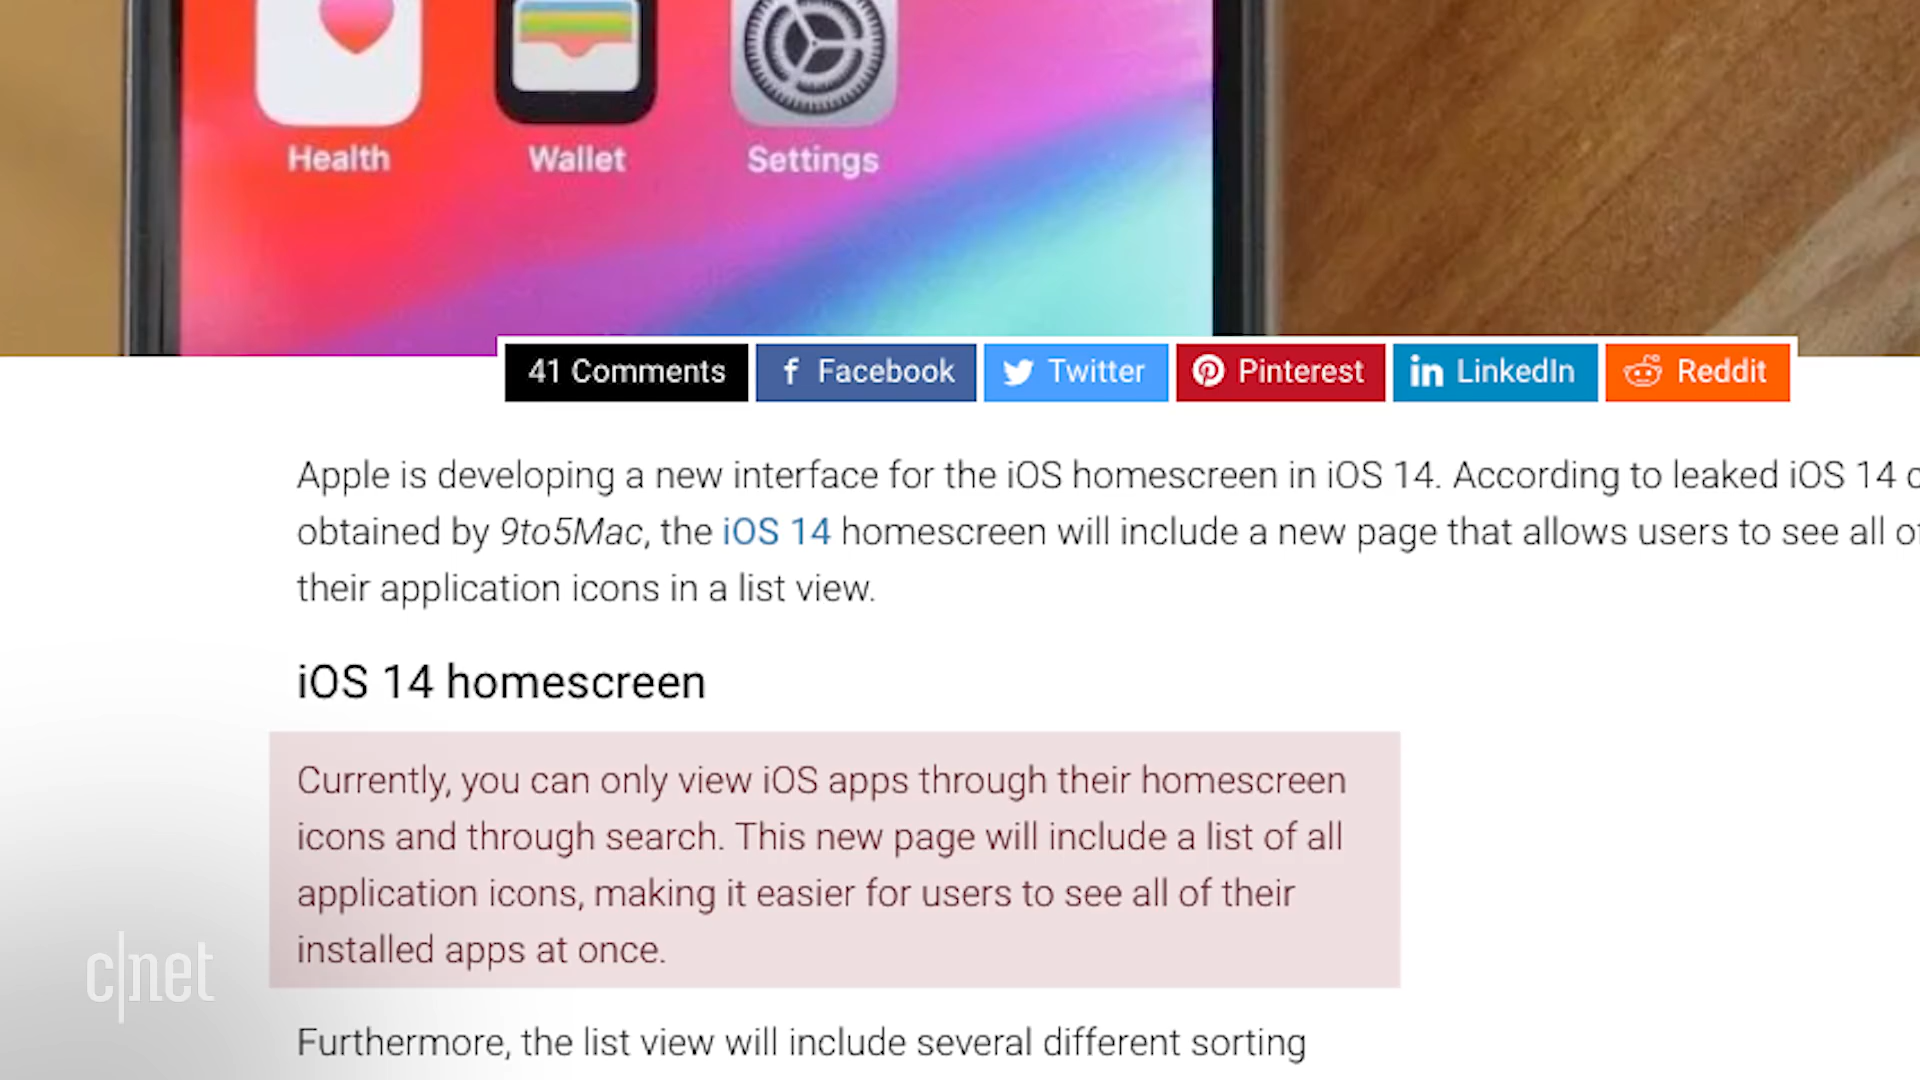 Health Wallet Settings
41 Comments Facebook Twitter Pinterest LinkedIn Reddit
Apple is developing a new interface for the iOS homescreen in iOS 14. According to leaked iOS 14
obtained by 9to5Mac, the iOS 14 homescreen will include a new page that allows users to see all of
their application icons in a list view.
iOS 14 homescreen
Currently, you can only view iOS apps through their homescreen
icons and through search. This new page will include a list of all
application icons, making it easier for users to see all of their
installed apps at once.
c|net
Furthermore, the list view will include several different sorting